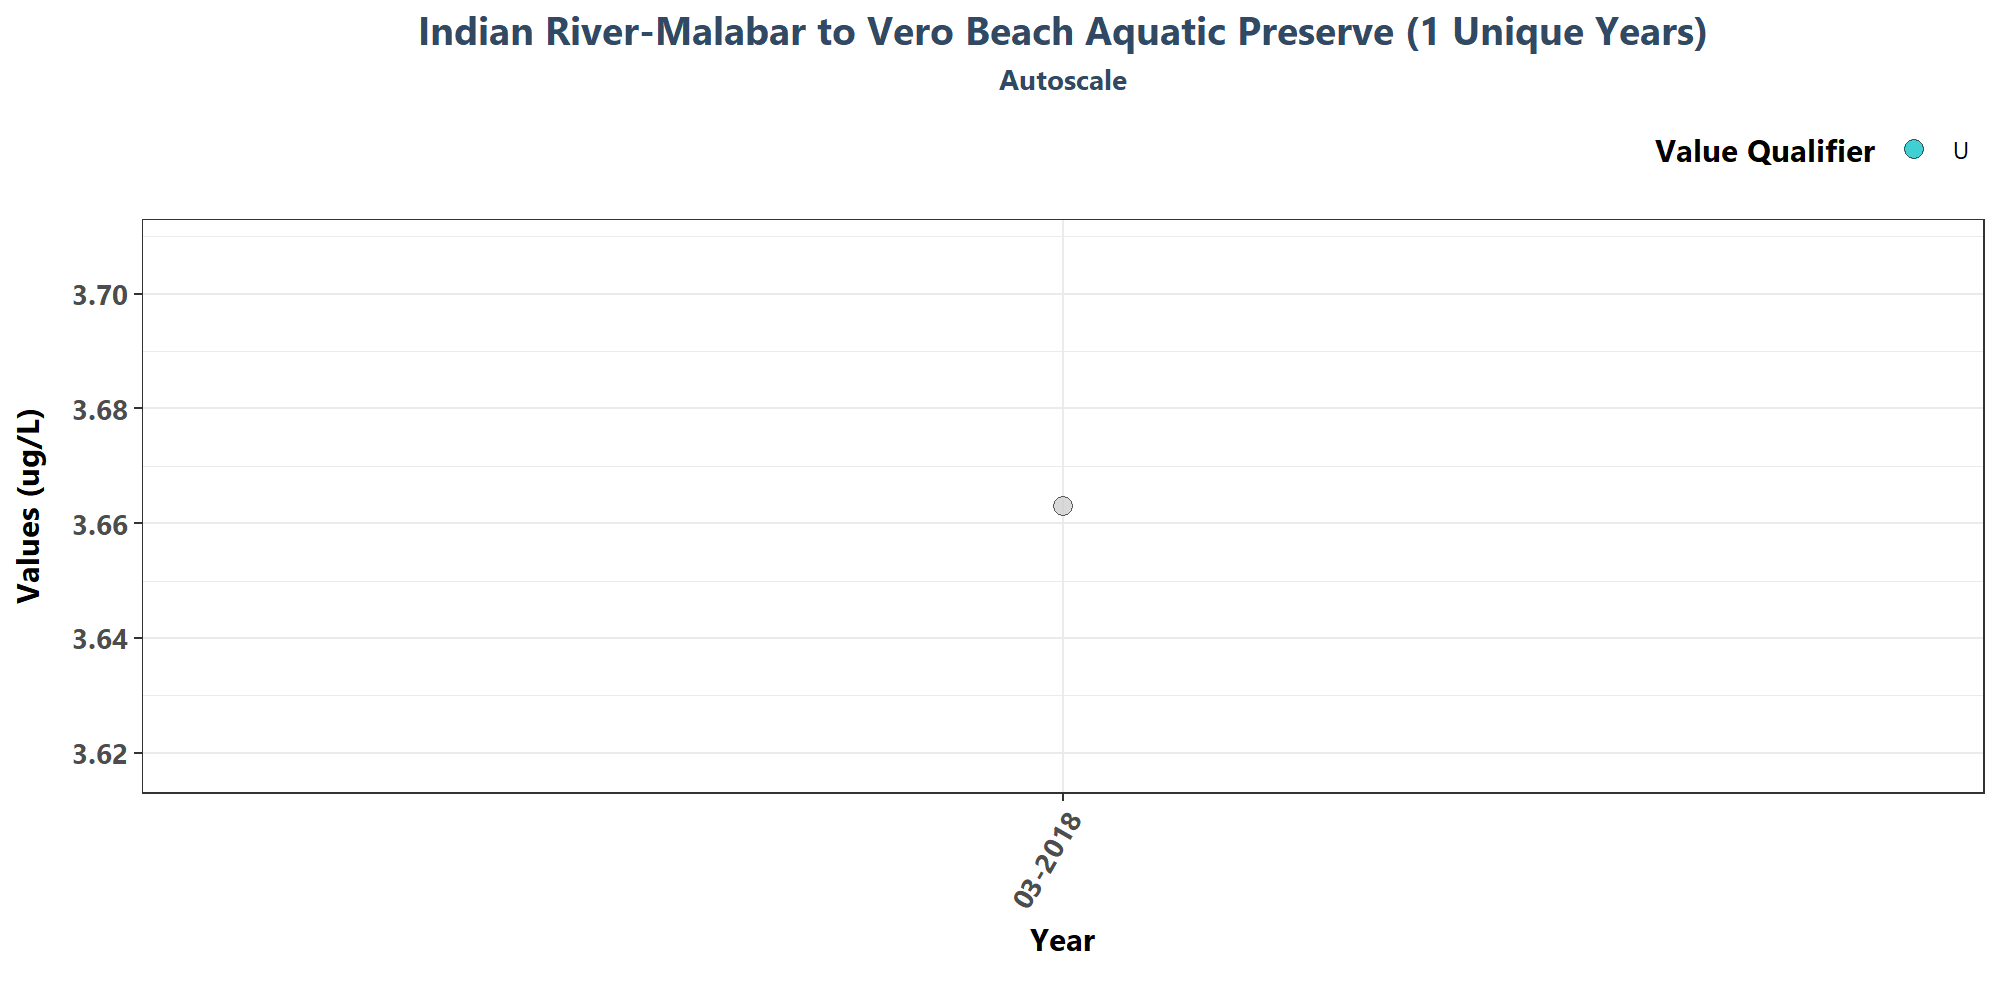 Indian River-Malabar to Vero Beach Aquatic Preserve (1 Unique Years)
Autoscale
Value Qualifier U
3.70
3.68
3.66
3.64
3.62
Values (ug/L)
03-2018
Year